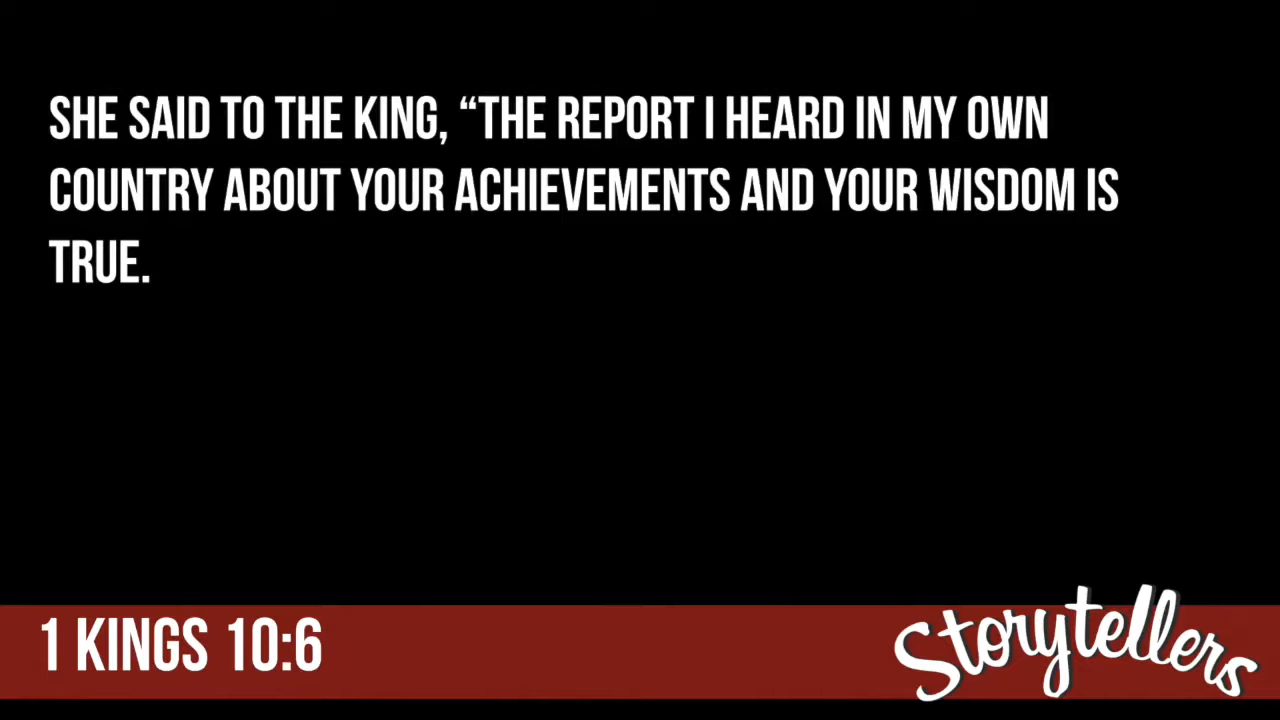 SHE SAID TO THE KING, “THE REPORT I HEARD IN MY OWN
COUNTRY ABOUT YOUR ACHIEVEMENTS AND YOUR WISDOM IS
TRUE.
1 KINGS 10:6
Storytellers